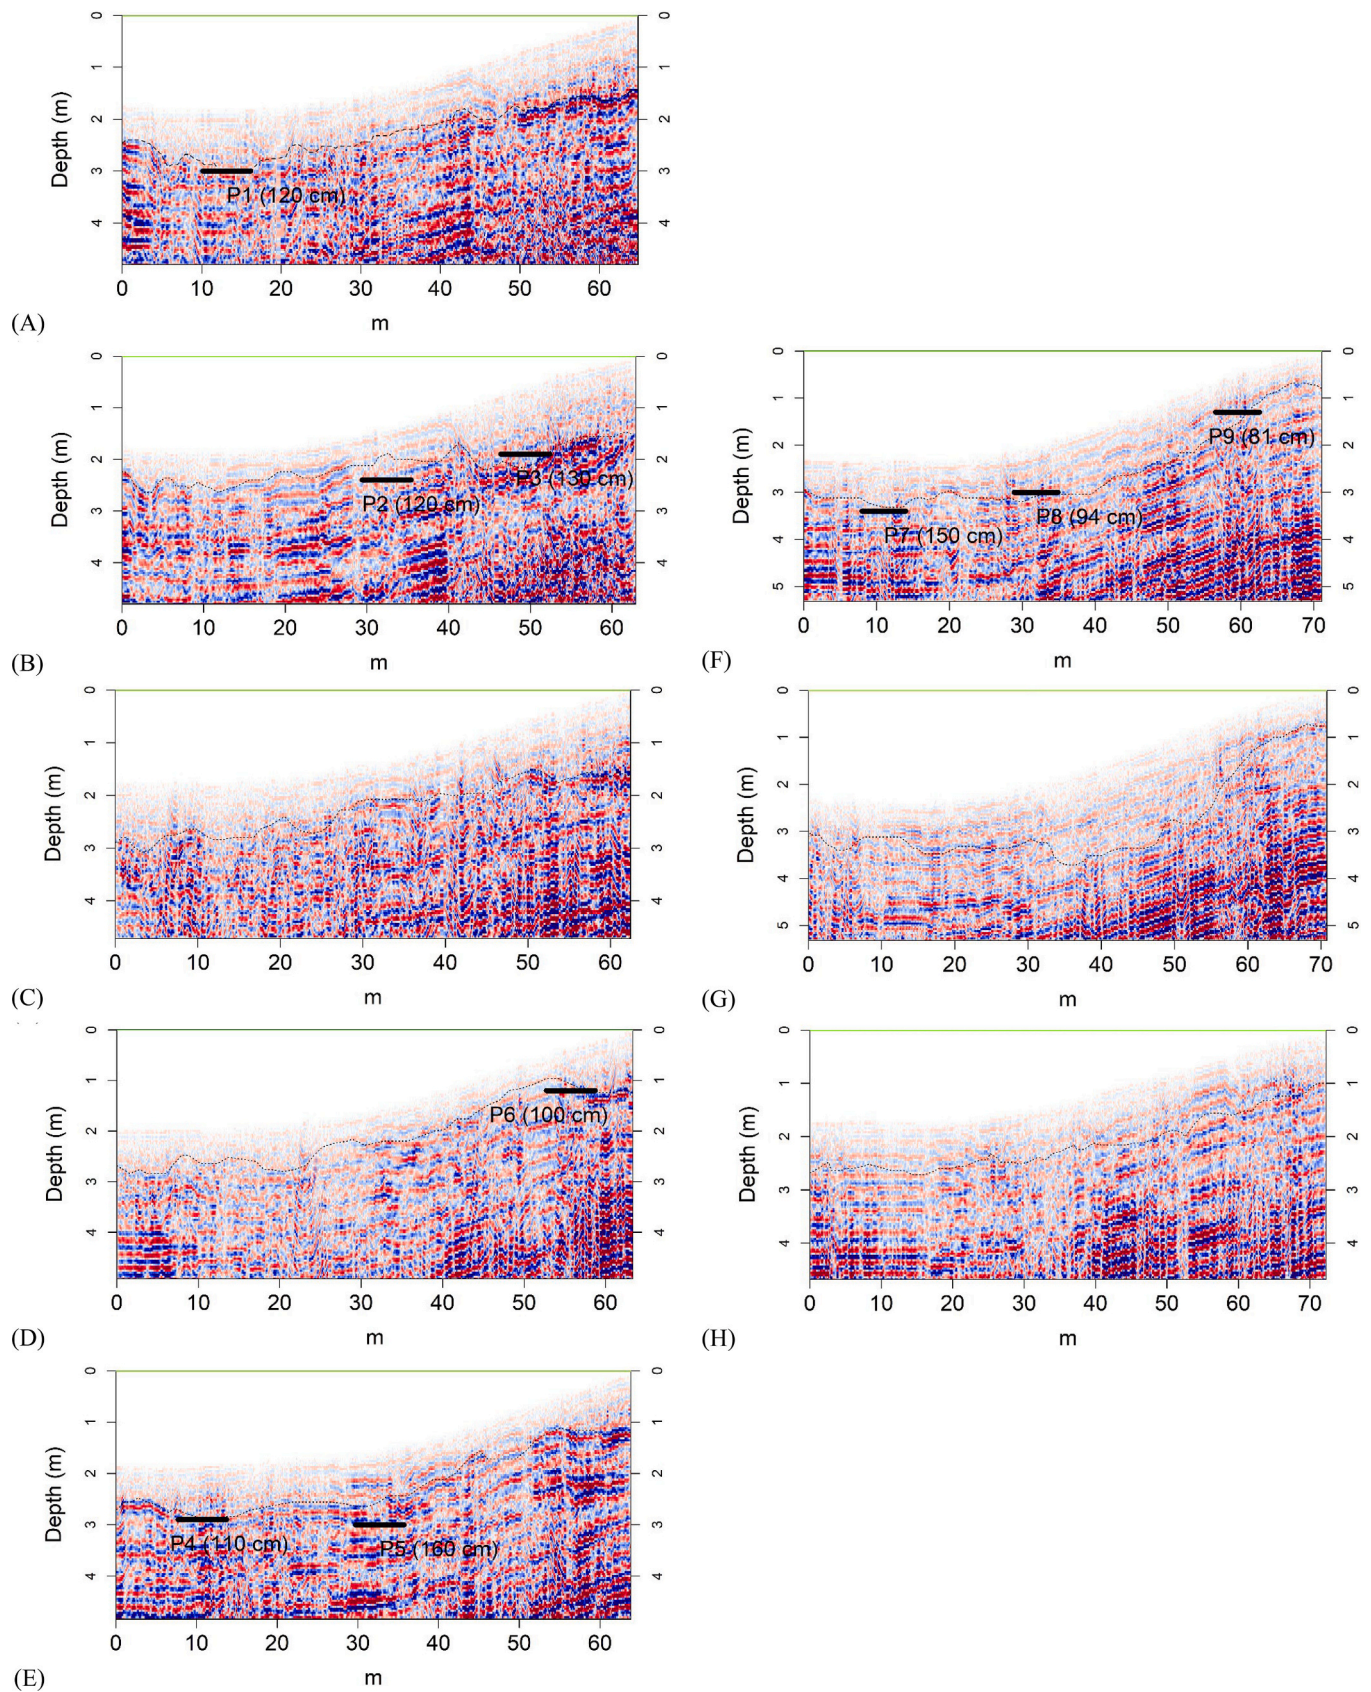 0 0
1 1
Depth (m)
2 2
3 3
P1 (120 cm)
4 4
0 10 20 30 40 50 60
m
(A)
0 0
1 1
Depth (m)
2 2
P3 (130 cm)
P2 (120 cm)
3 3
4 4
0 10 20 30 40 50 60
m
(B)
0 0
1 1
Depth (m)
2 2
3 3
4 4
0 10 20 30 40 50 60
m
(C)
0 0
1 1
P6 (100 cm)
Depth (m)
2 2
3 3
4 4
0 10 20 30 40 50 60
m
(D)
0 0
1 1
Depth (m)
2 2
3 3
P4 (110 cm) P5 (160 cm)
4 4
0 10 20 30 40 50 60
m
(E)
0 0
1 1
P9 (81 cm)
2 2
Depth (m)
3 3
P8 (94 cm)
P7 (150 cm)
4 4
5 5
0 10 20 30 40 50 60 70
m
(F)
0 0
1 1
2 2
Depth (m)
3 3
4 4
5 5
0 10 20 30 40 50 60 70
m
(G)
0 0
1 1
Depth (m)
2 2
3 3
4 4
0 10 20 30 40 50 60 70
m
(H)